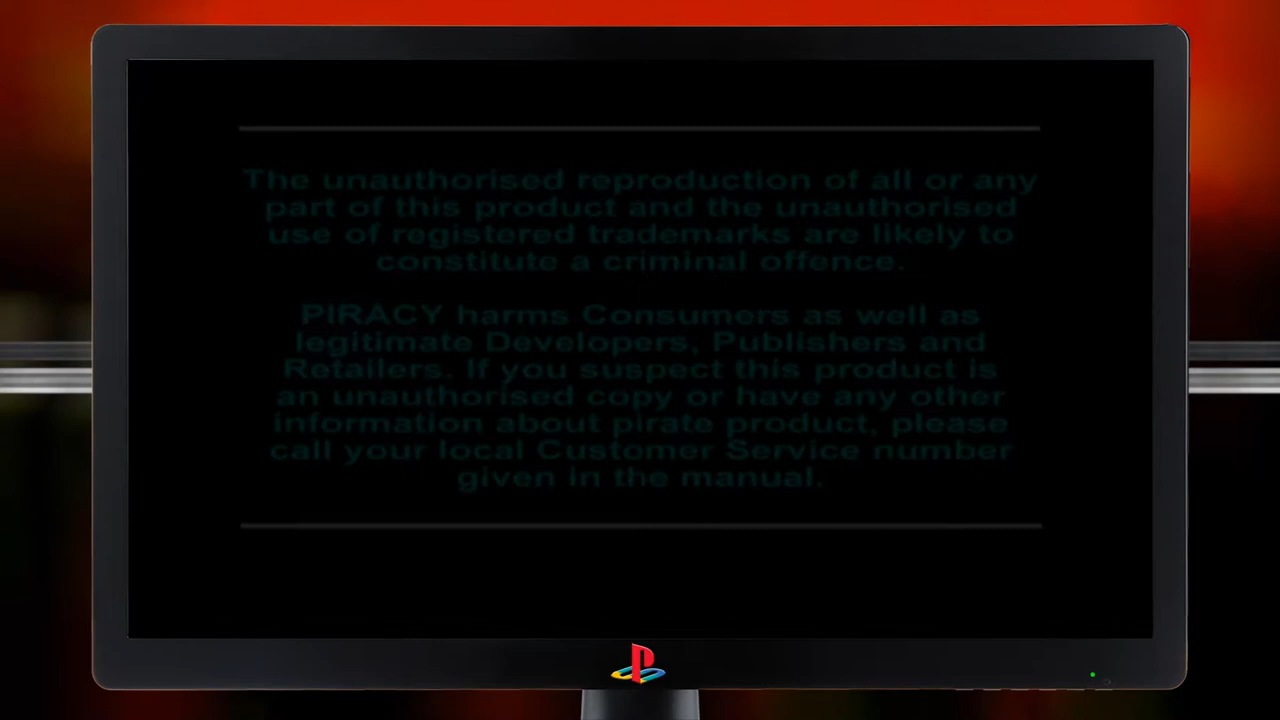 The unauthorised reproduction of all or any
part of this product and the unauthorised
use of registered trademarks are likely to
constitute a criminal offence.
PIRACY harms Consumers as well as
legitimate Developers, Publishers and
Retailers. If you suspect this product is
an unauthorised copy or have any other
information about pirate product, please
call your local Customer Service number
given in the manual.